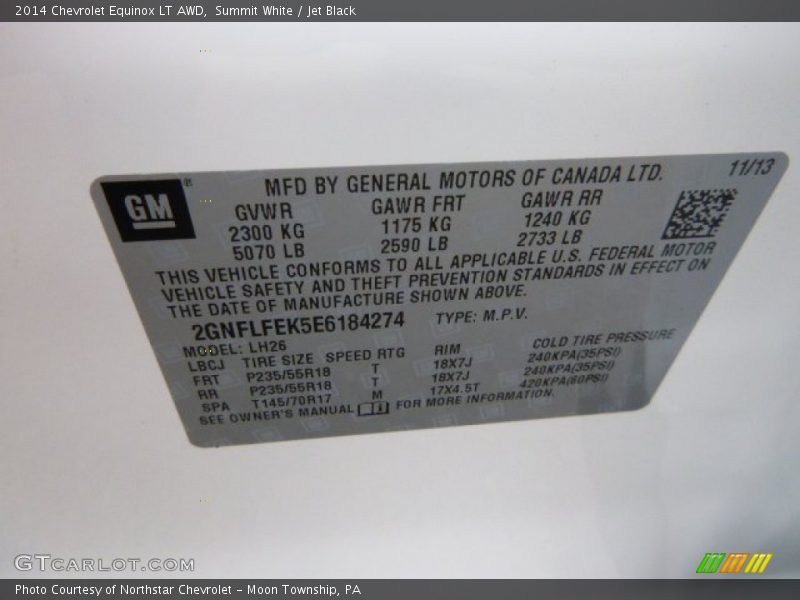 2014 Chevrolet Equinox LT AWD, Summit White / Jet Black
11/13
GM®
MFD BY GENERAL MOTORS OF CANADA LTD.
GVWR GAWR FRT GAWR RR
2300 KG 1175 KG 1240 KG
5070 LB 2590 LB 2733 LB
THIS VEHICLE CONFORMS TO ALL APPLICABLE U.S. FEDERAL MOTOR
VEHICLE SAFETY AND THEFT PREVENTION STANDARDS IN EFFECT ON
THE DATE OF MANUFACTURE SHOWN ABOVE.
2GNFLFEK5E6184274 TYPE: M.P.V.
MODEL: LH26
LBCJ TIRE SIZE SPEED RTG RIM COLD TIRE PRESSURE
FRT P235/55R18 T 18X7J 240KPA(35PSI)
RR P235/55R18 T 18X7J 240KPA(35PSI)
SPA T145/70R17 M 17X4.5T 420KPA(60PSI)
SEE OWNER'S MANUAL FOR MORE INFORMATION.
GTCARLOT.COM
Photo Courtesy of Northstar Chevrolet - Moon Township, PA